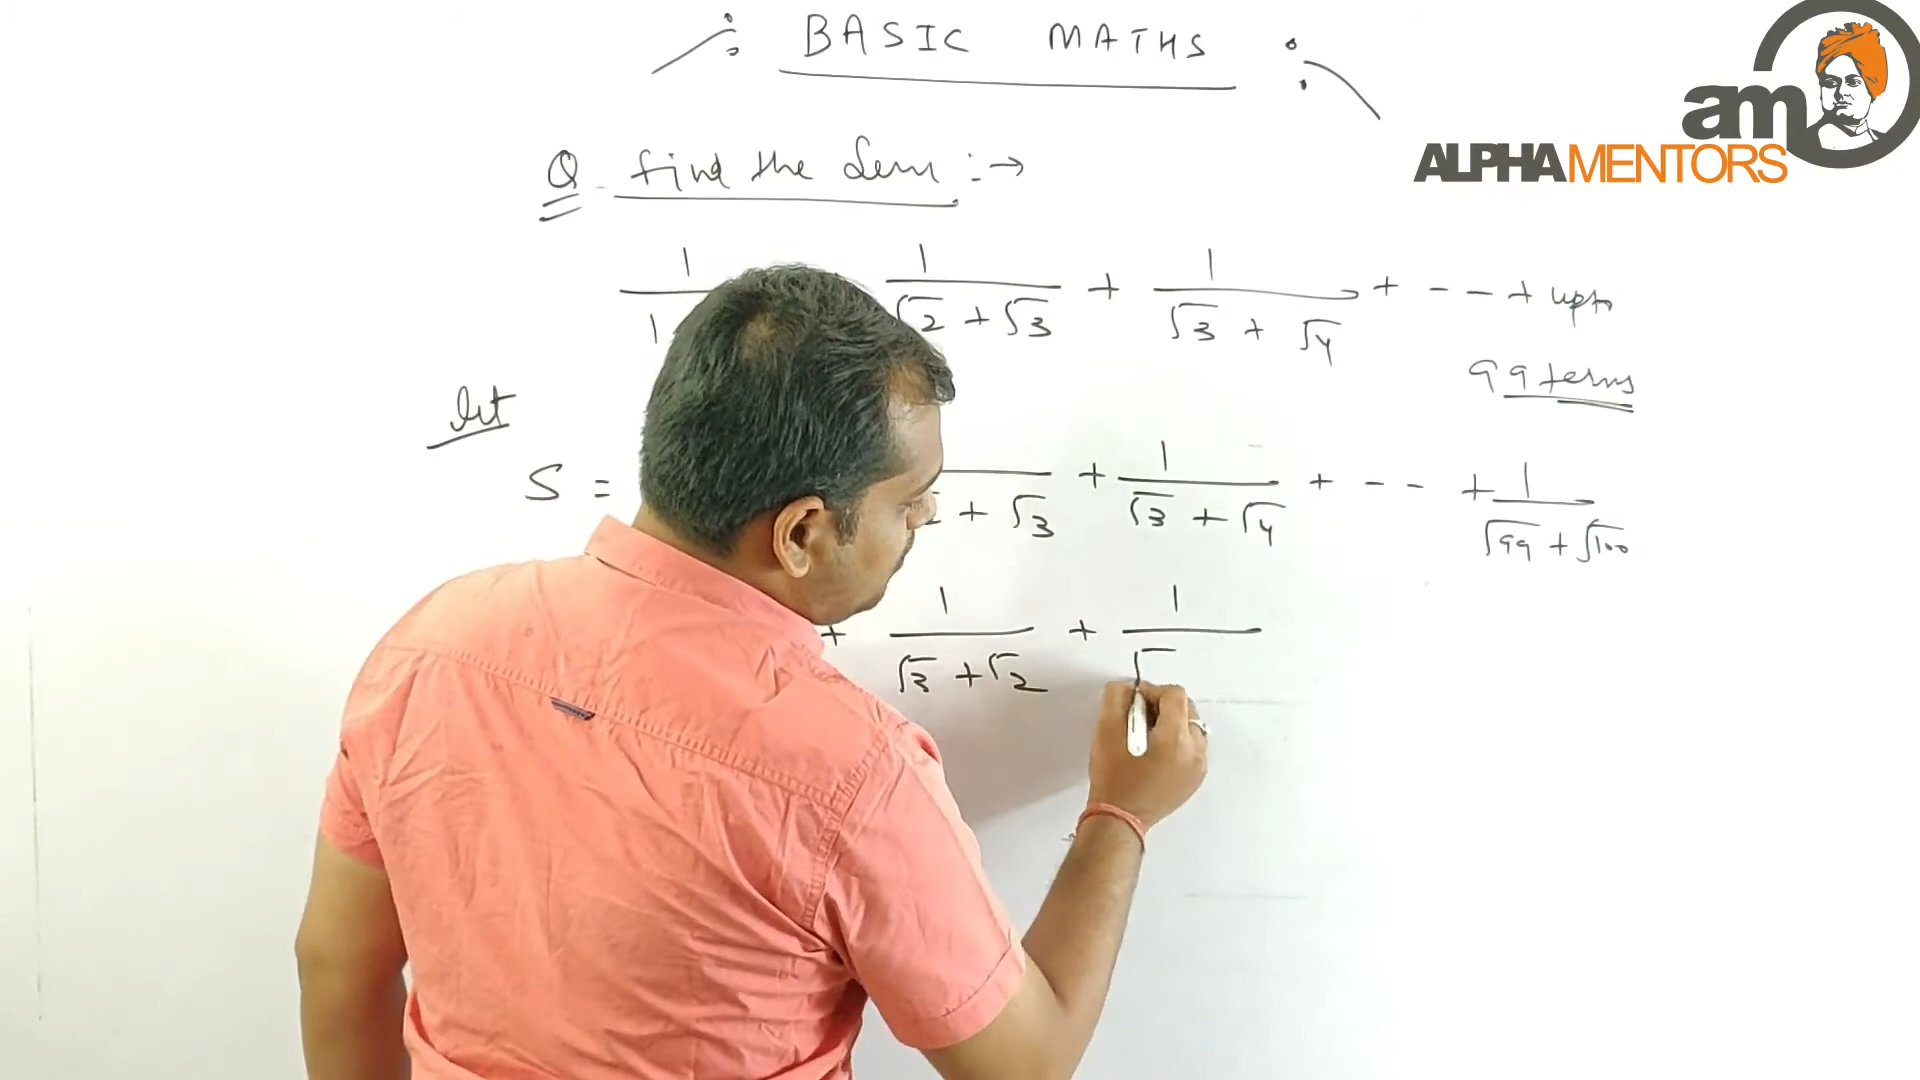 BASIC MATHS
am
ALPHAMENTORS
Q. find the Sum :→
1/1 1/√2 + √3 + 1/√3 + √4 + --- + upto
99 terms
let
S = + √3 + 1/√3 + √4 + -- + 1/√99 + √100
+ 1/√3 + √2 + 1/√